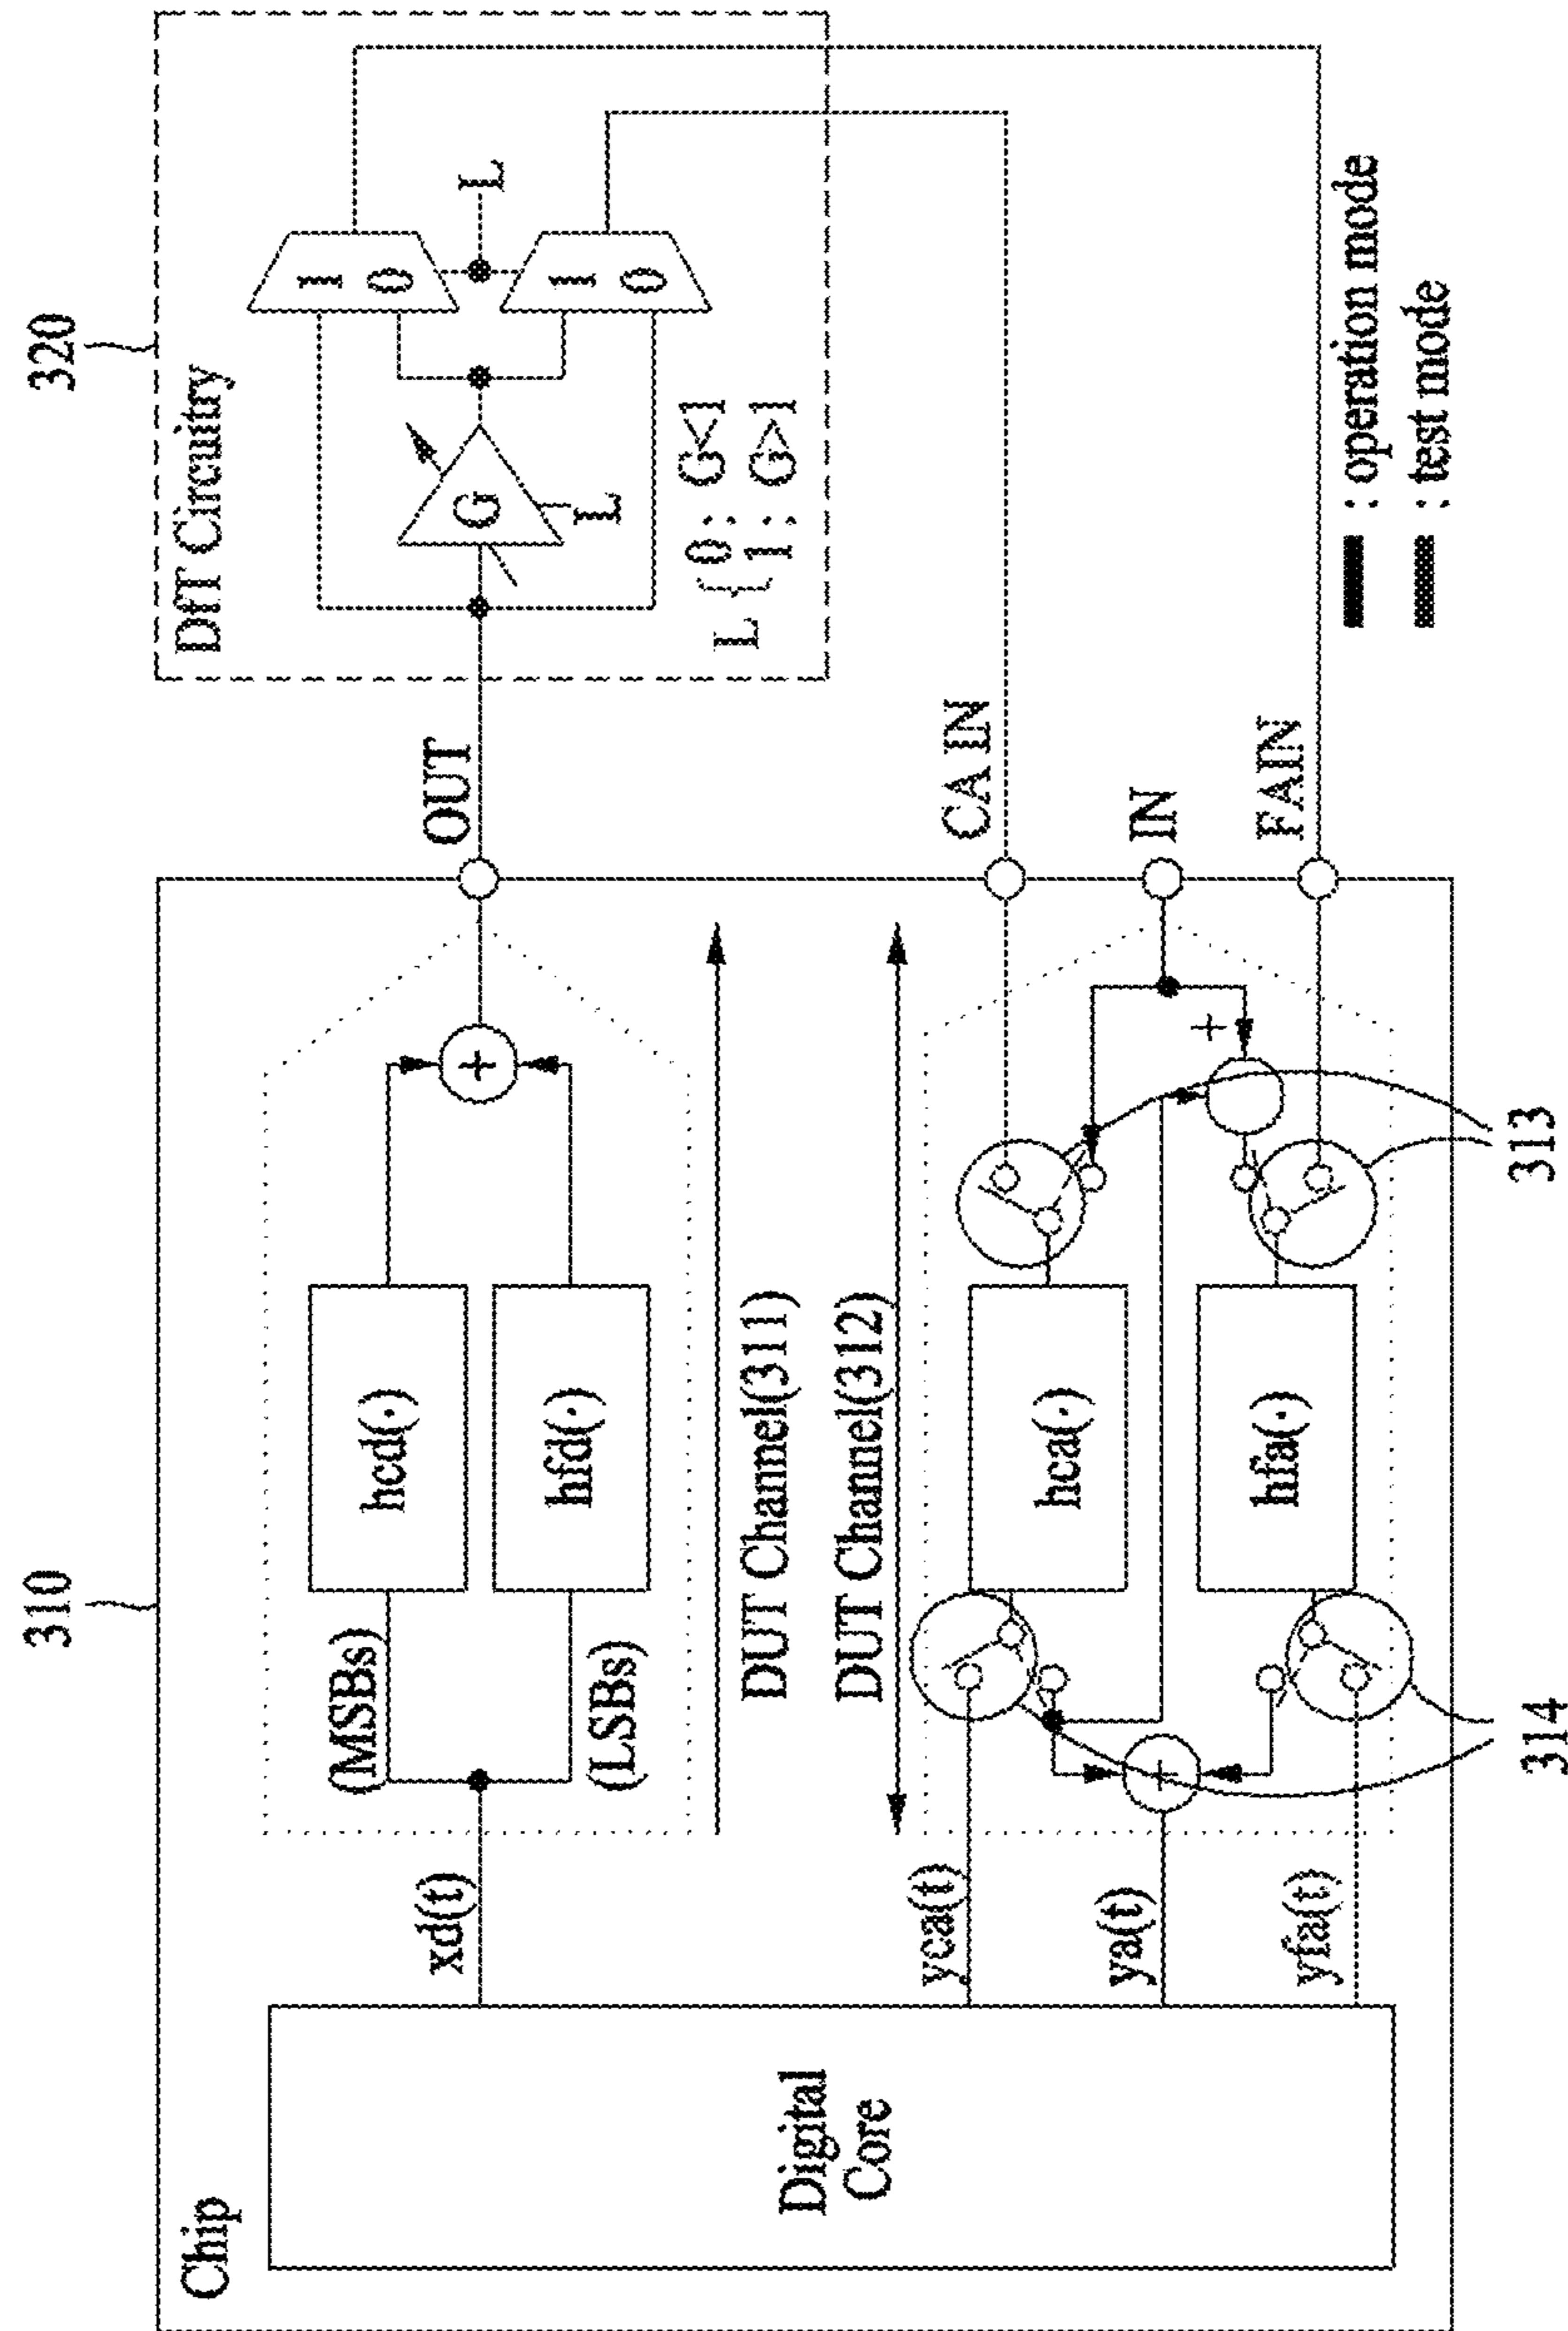 310
320
Chip
Digital
Core
xd(t)
(MSBs)
(LSBs)
hcd(·)
hfd(·)
+
OUT
DUT Channel(311)
DUT Channel(312)
yca(t)
ya(t)
yfa(t)
+
hca(·)
hfa(·)
+
CA IN
IN
FAIN
314
313
DfT Circuitry
G
L
1
0
1
0
L
L { 0 : G<1
1 : G>1
: operation mode
: test mode